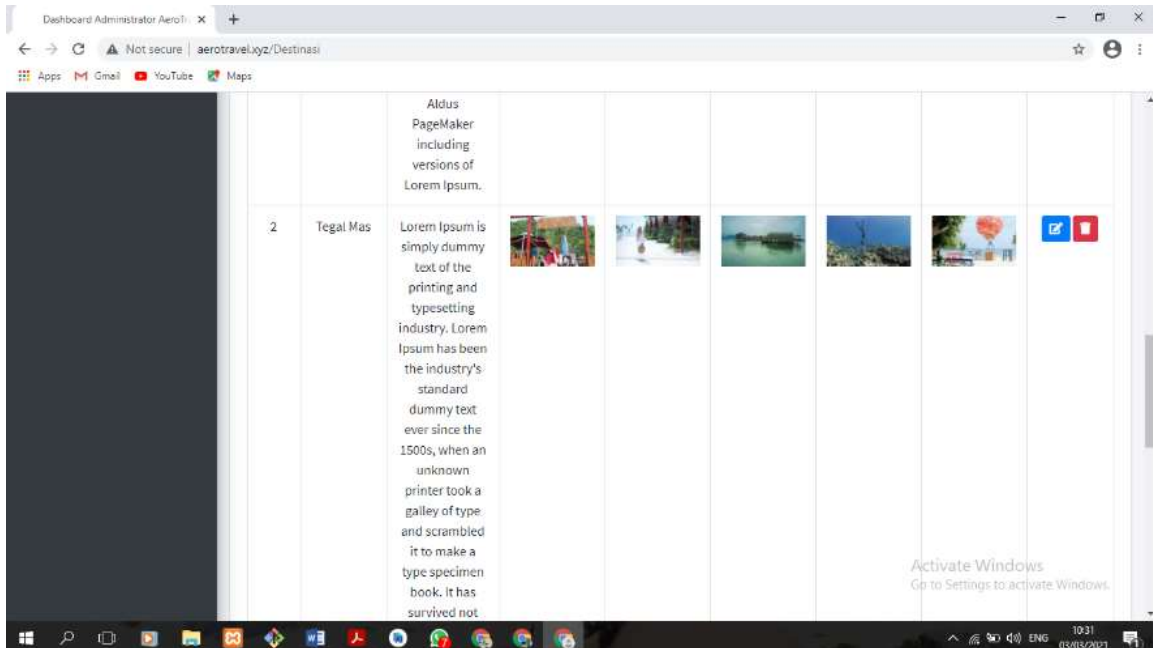 Dashboard Administrator AeroTr
Not secure | aerotravel.xyz/Destinasi
Apps Gmail YouTube Maps
Aldus
PageMaker
including
versions of
Lorem Ipsum.
2 Tegal Mas Lorem Ipsum is
simply dummy
text of the
printing and
typesetting
industry. Lorem
Ipsum has been
the industry's
standard
dummy text
ever since the
1500s, when an
unknown
printer took a
galley of type
and scrambled
it to make a
type specimen
book. It has
survived not
Activate Windows
Go to Settings to activate Windows.
ENG 10:31
03/03/2021